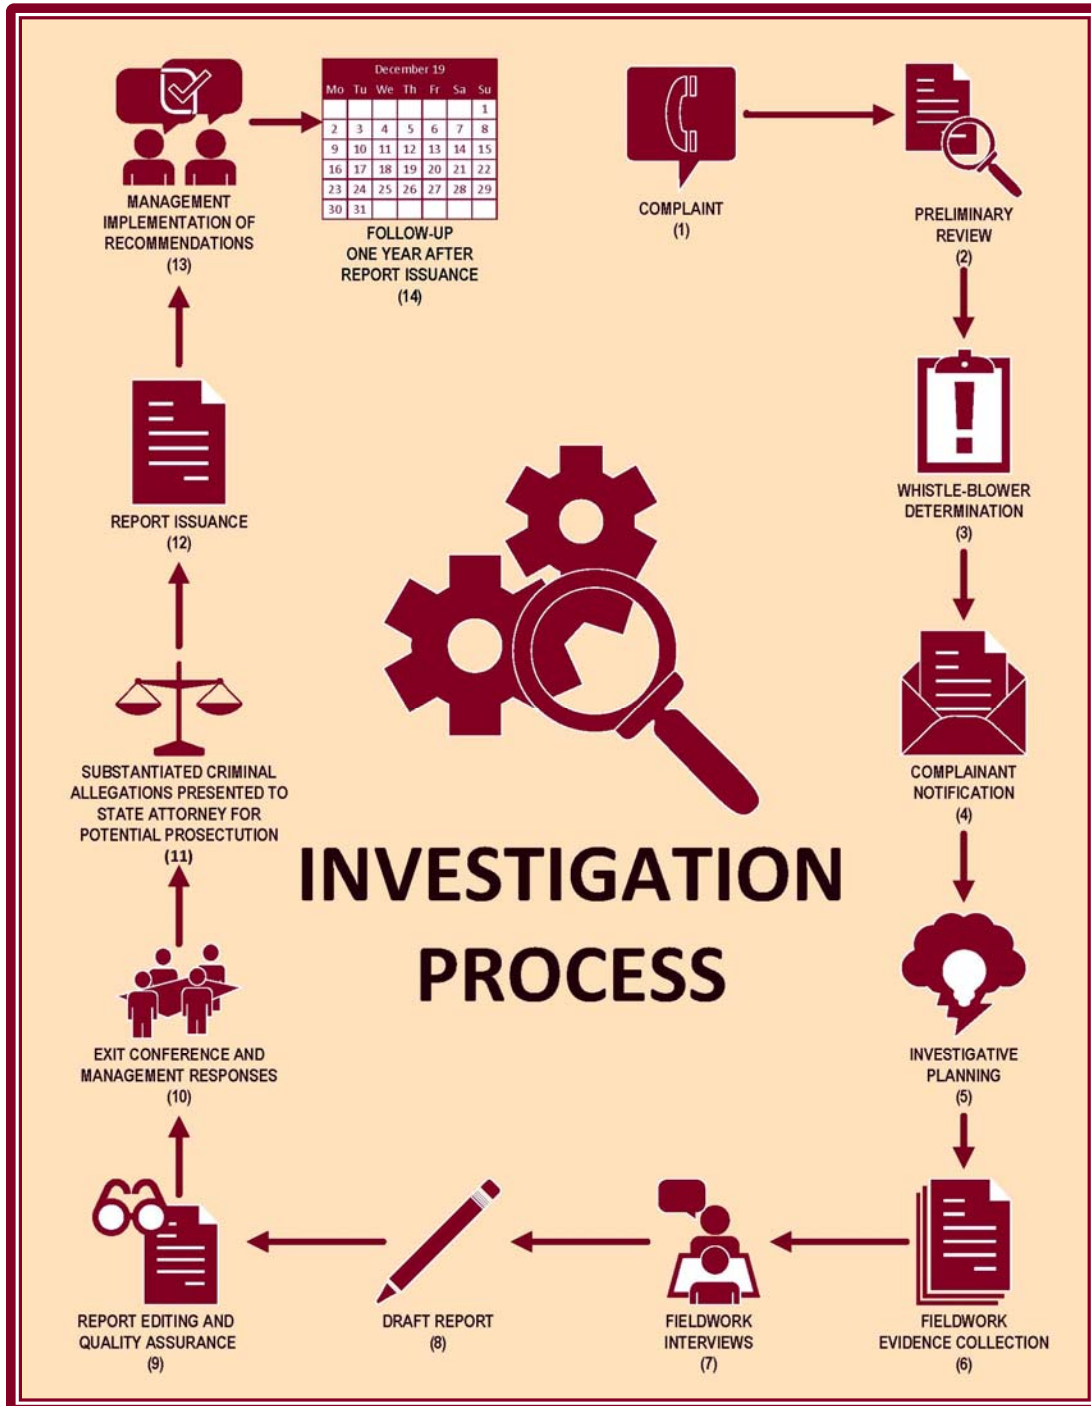 COMPLAINT
(1)
PRELIMINARY
REVIEW
(2)
WHISTLE-BLOWER
DETERMINATION
(3)
COMPLAINANT
NOTIFICATION
(4)
INVESTIGATIVE
PLANNING
(5)
FIELDWORK
EVIDENCE COLLECTION
(6)
FIELDWORK
INTERVIEWS
(7)
DRAFT REPORT
(8)
REPORT EDITING AND
QUALITY ASSURANCE
(9)
EXIT CONFERENCE AND
MANAGEMENT RESPONSES
(10)
SUBSTANTIATED CRIMINAL
ALLEGATIONS PRESENTED TO
STATE ATTORNEY FOR
POTENTIAL PROSECTUTION
(11)
REPORT ISSUANCE
(12)
MANAGEMENT
IMPLEMENTATION OF
RECOMMENDATIONS
(13)
December 19
Mo Tu We Th Fr Sa Su
1
2 3 4 5 6 7 8
9 10 11 12 13 14 15
16 17 18 19 20 21 22
23 24 25 26 27 28 29
30 31
FOLLOW-UP
ONE YEAR AFTER
REPORT ISSUANCE
(14)
INVESTIGATION
PROCESS